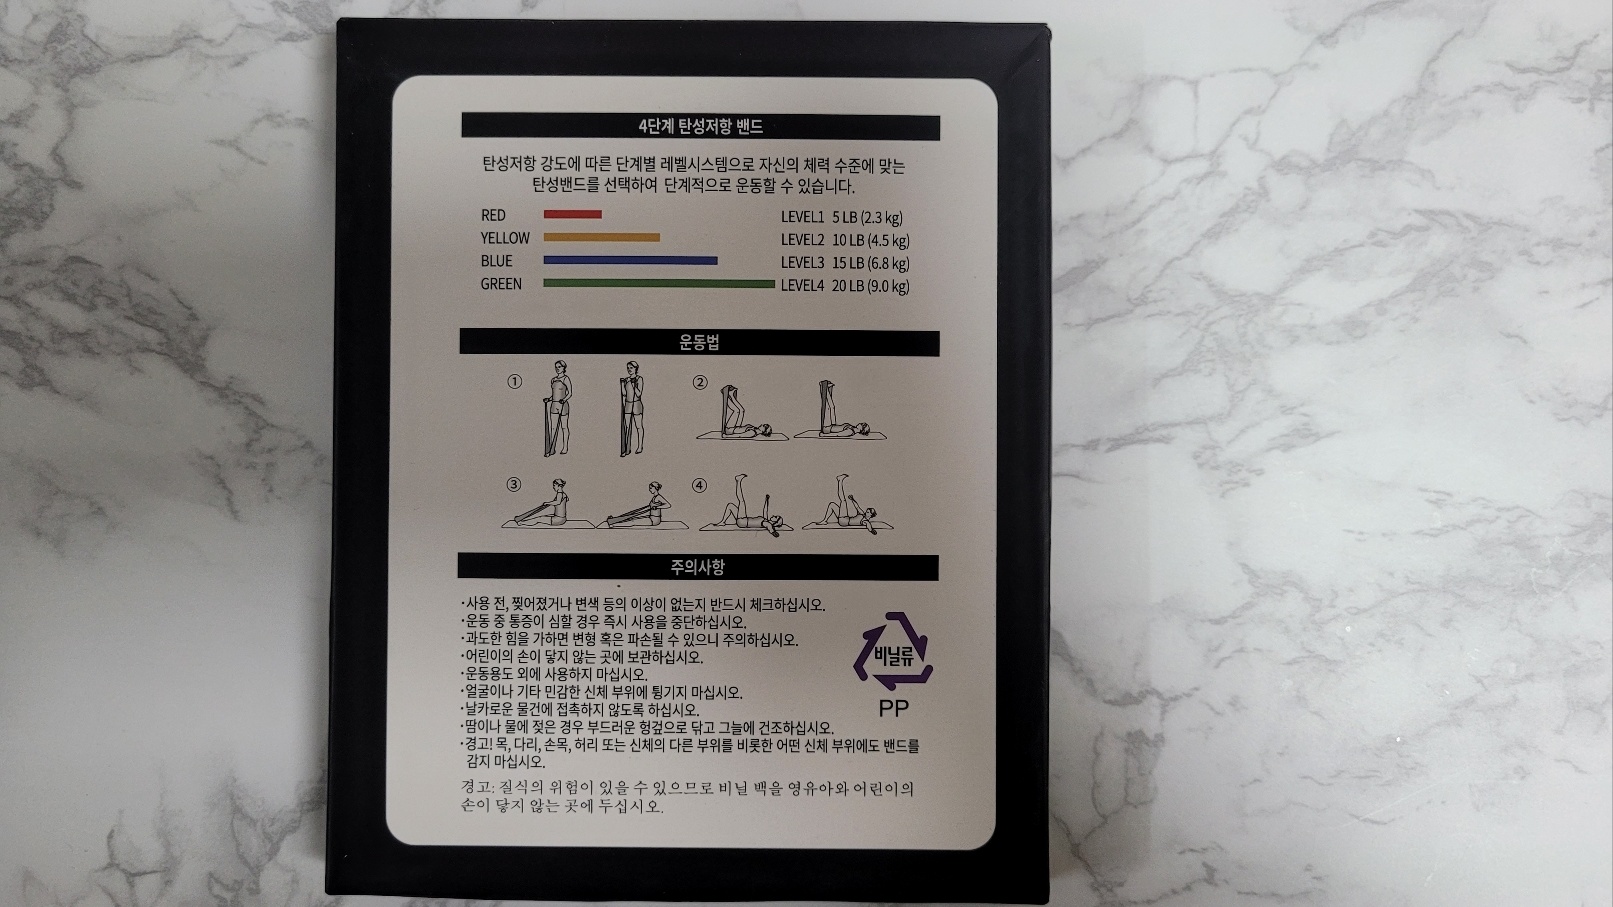 4단계 탄성저항 밴드
탄성저항 강도에 따른 단계별 레벨시스템으로 자신의 체력 수준에 맞는
탄성밴드를 선택하여 단계적으로 운동할 수 있습니다.
RED LEVEL1 5 LB (2.3 kg)
YELLOW LEVEL2 10 LB (4.5 kg)
BLUE LEVEL3 15 LB (6.8 kg)
GREEN LEVEL4 20 LB (9.0 kg)
운동법
① ②
③ ④
주의사항
·사용 전, 찢어졌거나 변색 등의 이상이 없는지 반드시 체크하십시오.
·운동 중 통증이 심할 경우 즉시 사용을 중단하십시오.
·과도한 힘을 가하면 변형 혹은 파손될 수 있으니 주의하십시오.
·어린이의 손이 닿지 않는 곳에 보관하십시오.
·운동용도 외에 사용하지 마십시오.
·얼굴이나 기타 민감한 신체 부위에 튕기지 마십시오.
·날카로운 물건에 접촉하지 않도록 하십시오.
·땀이나 물에 젖은 경우 부드러운 헝겊으로 닦고 그늘에 건조하십시오.
·경고! 목, 다리, 손목, 허리 또는 신체의 다른 부위를 비롯한 어떤 신체 부위에도 밴드를
감지 마십시오.
비닐류
PP
경고: 질식의 위험이 있을 수 있으므로 비닐 백을 영유아와 어린이의
손이 닿지 않는 곳에 두십시오.